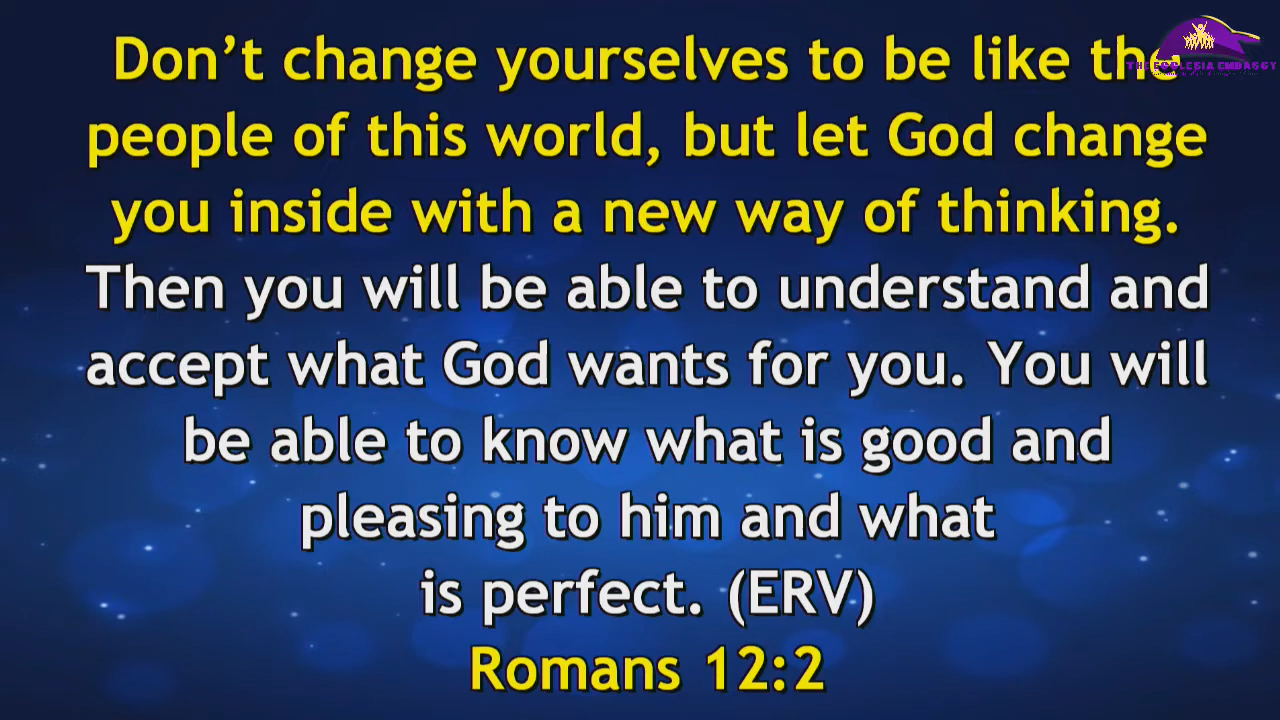 Don’t change yourselves to be like the
people of this world, but let God change
you inside with a new way of thinking.
Then you will be able to understand and
accept what God wants for you. You will
be able to know what is good and
pleasing to him and what
is perfect. (ERV)
Romans 12:2
THE ECCLESIA EMBASSY